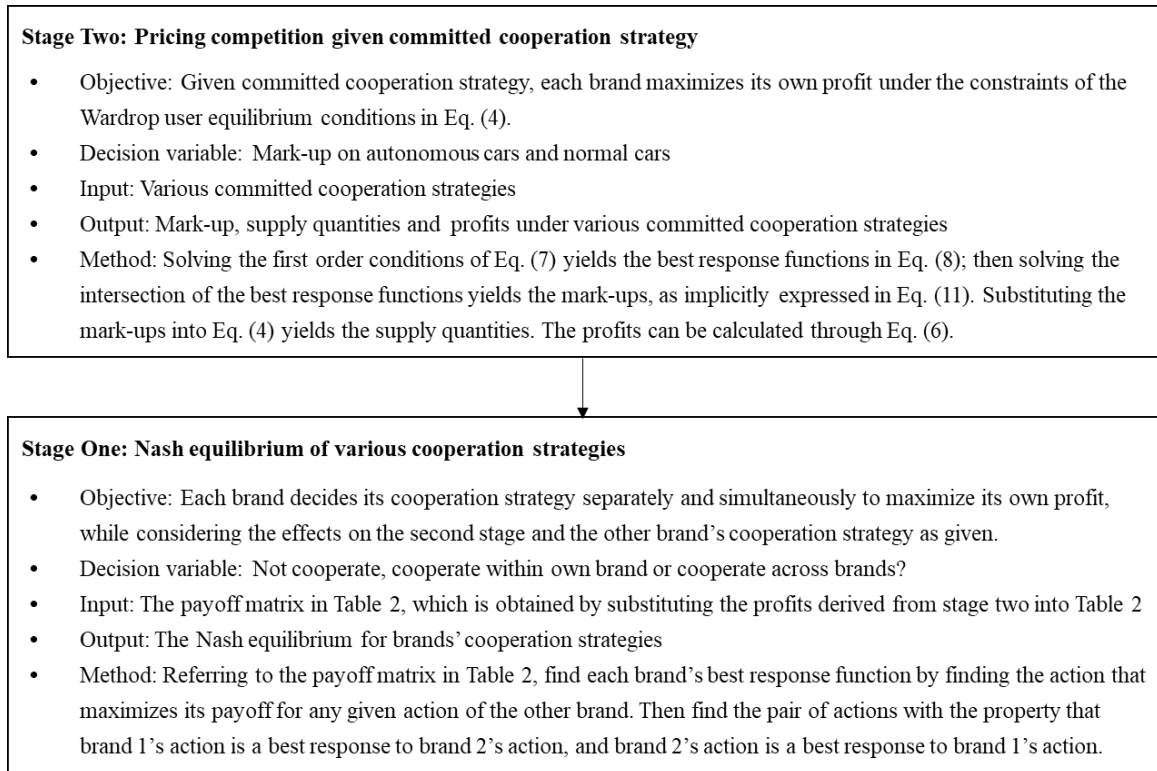 Stage Two: Pricing competition given committed cooperation strategy
• Objective: Given committed cooperation strategy, each brand maximizes its own profit under the constraints of the
Wardrop user equilibrium conditions in Eq. (4).
• Decision variable: Mark-up on autonomous cars and normal cars
• Input: Various committed cooperation strategies
• Output: Mark-up, supply quantities and profits under various committed cooperation strategies
• Method: Solving the first order conditions of Eq. (7) yields the best response functions in Eq. (8); then solving the
intersection of the best response functions yields the mark-ups, as implicitly expressed in Eq. (11). Substituting the
mark-ups into Eq. (4) yields the supply quantities. The profits can be calculated through Eq. (6).
Stage One: Nash equilibrium of various cooperation strategies
• Objective: Each brand decides its cooperation strategy separately and simultaneously to maximize its own profit,
while considering the effects on the second stage and the other brand's cooperation strategy as given.
• Decision variable: Not cooperate, cooperate within own brand or cooperate across brands?
• Input: The payoff matrix in Table 2, which is obtained by substituting the profits derived from stage two into Table 2
• Output: The Nash equilibrium for brands' cooperation strategies
• Method: Referring to the payoff matrix in Table 2, find each brand's best response function by finding the action that
maximizes its payoff for any given action of the other brand. Then find the pair of actions with the property that
brand 1's action is a best response to brand 2's action, and brand 2's action is a best response to brand 1's action.